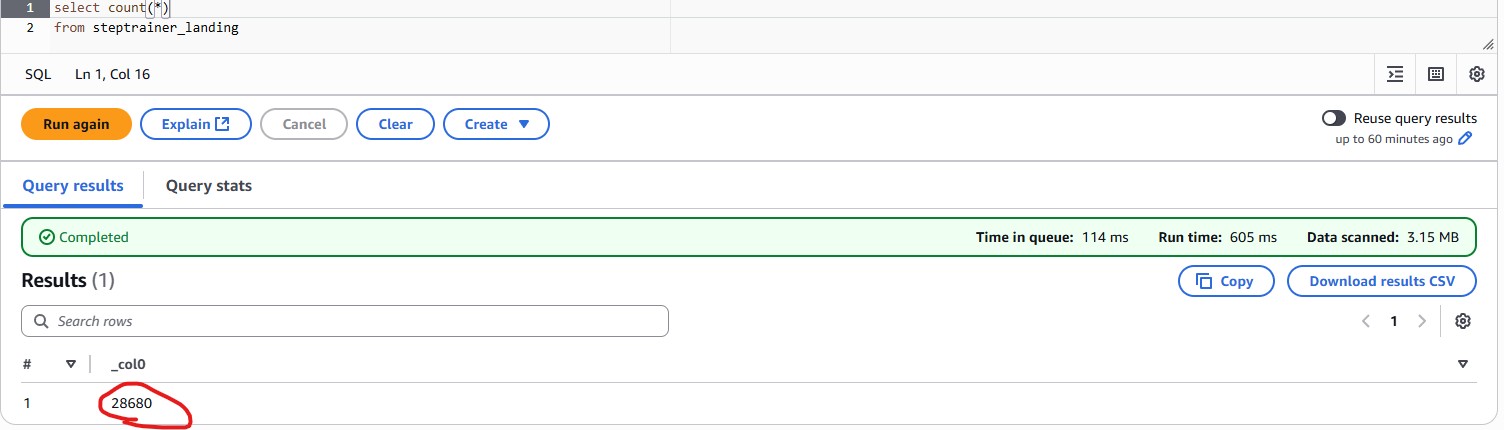 1 select count(*)
2 from steptrainer_landing
SQL Ln 1, Col 16
Run again Explain Cancel Clear Create Reuse query results
up to 60 minutes ago
Query results Query stats
Completed Time in queue: 114 ms Run time: 605 ms Data scanned: 3.15 MB
Results (1) Copy Download results CSV
Search rows 1
# _col0
1 28680